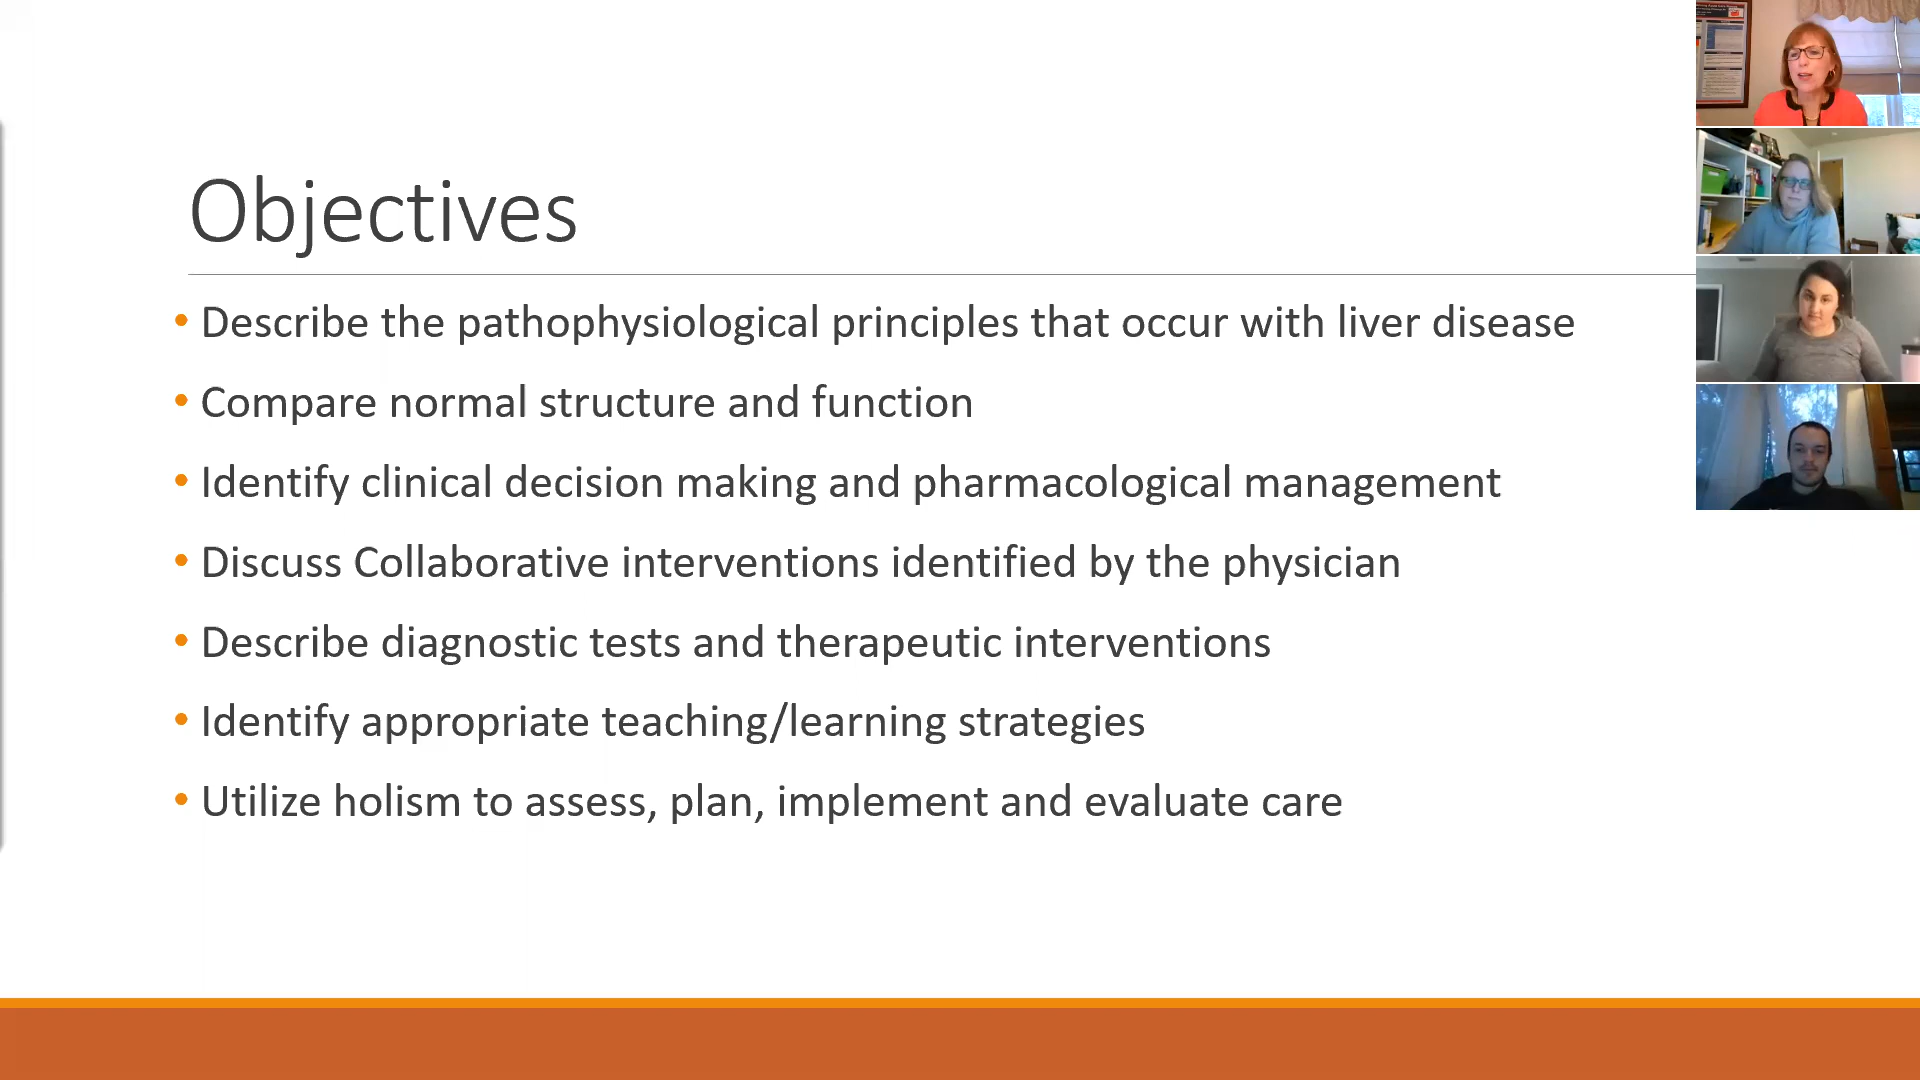 Objectives
• Describe the pathophysiological principles that occur with liver disease
• Compare normal structure and function
• Identify clinical decision making and pharmacological management
• Discuss Collaborative interventions identified by the physician
• Describe diagnostic tests and therapeutic interventions
• Identify appropriate teaching/learning strategies
• Utilize holism to assess, plan, implement and evaluate care